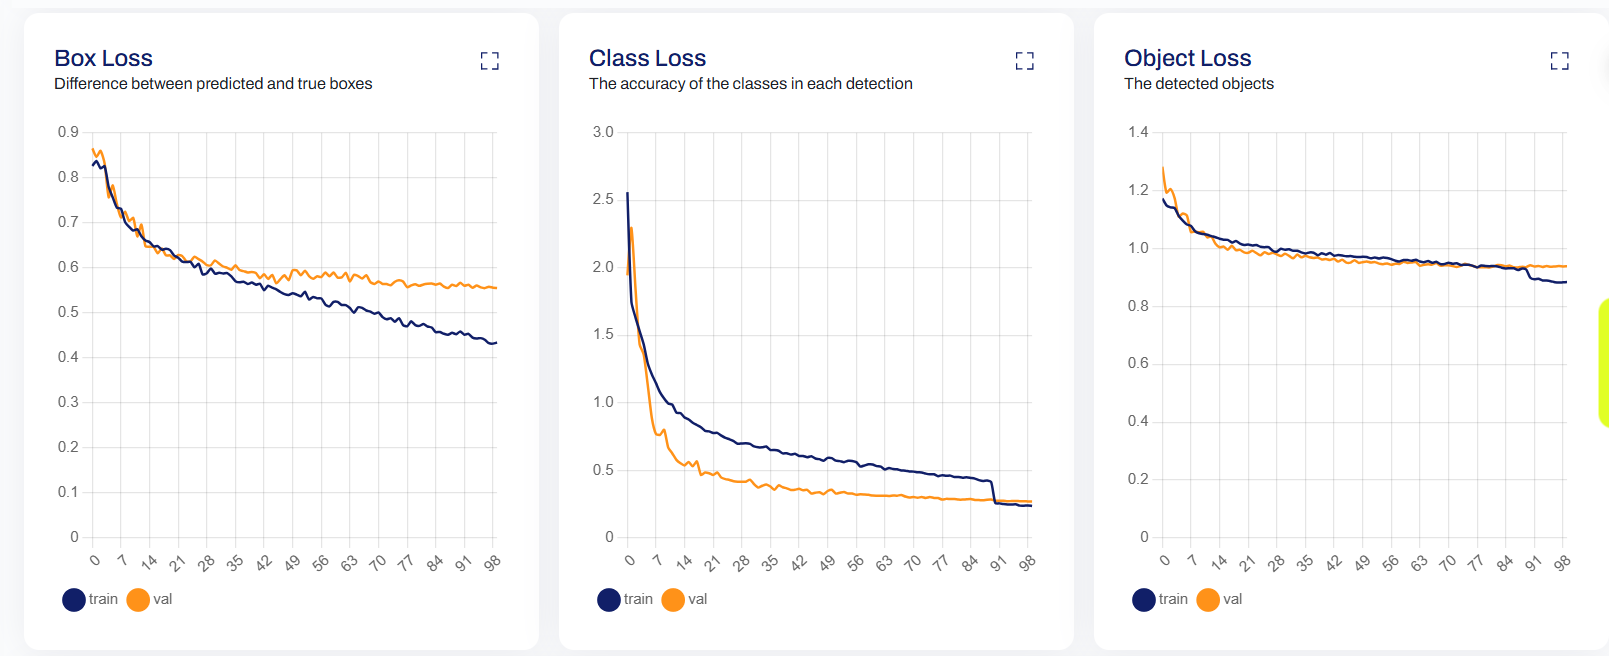 Box Loss
Difference between predicted and true boxes
0.9
0.8
0.7
0.6
0.5
0.4
0.3
0.2
0.1
0
0 7 14 21 28 35 42 49 56 63 70 77 84 91 98
train val
Class Loss
The accuracy of the classes in each detection
3.0
2.5
2.0
1.5
1.0
0.5
0
0 7 14 21 28 35 42 49 56 63 70 77 84 91 98
train val
Object Loss
The detected objects
1.4
1.2
1.0
0.8
0.6
0.4
0.2
0
0 7 14 21 28 35 42 49 56 63 70 77 84 91 98
train val